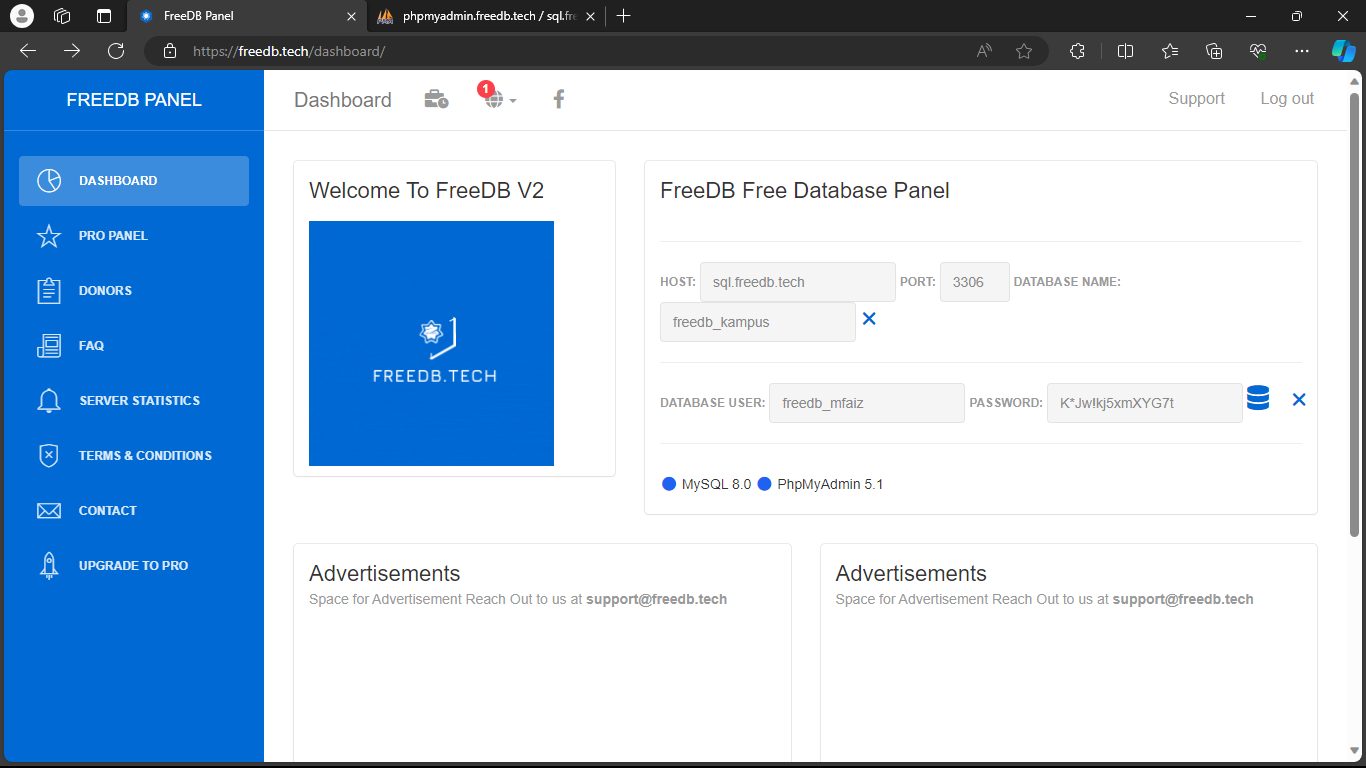 FreeDB Panel
phpmyadmin.freedb.tech / sql.fre
https://freedb.tech/dashboard/
FREEDB PANEL
Dashboard
1
Support
Log out
DASHBOARD
PRO PANEL
DONORS
FAQ
SERVER STATISTICS
TERMS & CONDITIONS
CONTACT
UPGRADE TO PRO
Welcome To FreeDB V2
FREEDB.TECH
FreeDB Free Database Panel
HOST: sql.freedb.tech PORT: 3306 DATABASE NAME:
freedb_kampus
DATABASE USER: freedb_mfaiz PASSWORD: K*Jw!kj5xmXYG7t
MySQL 8.0 PhpMyAdmin 5.1
Advertisements
Space for Advertisement Reach Out to us at support@freedb.tech
Advertisements
Space for Advertisement Reach Out to us at support@freedb.tech